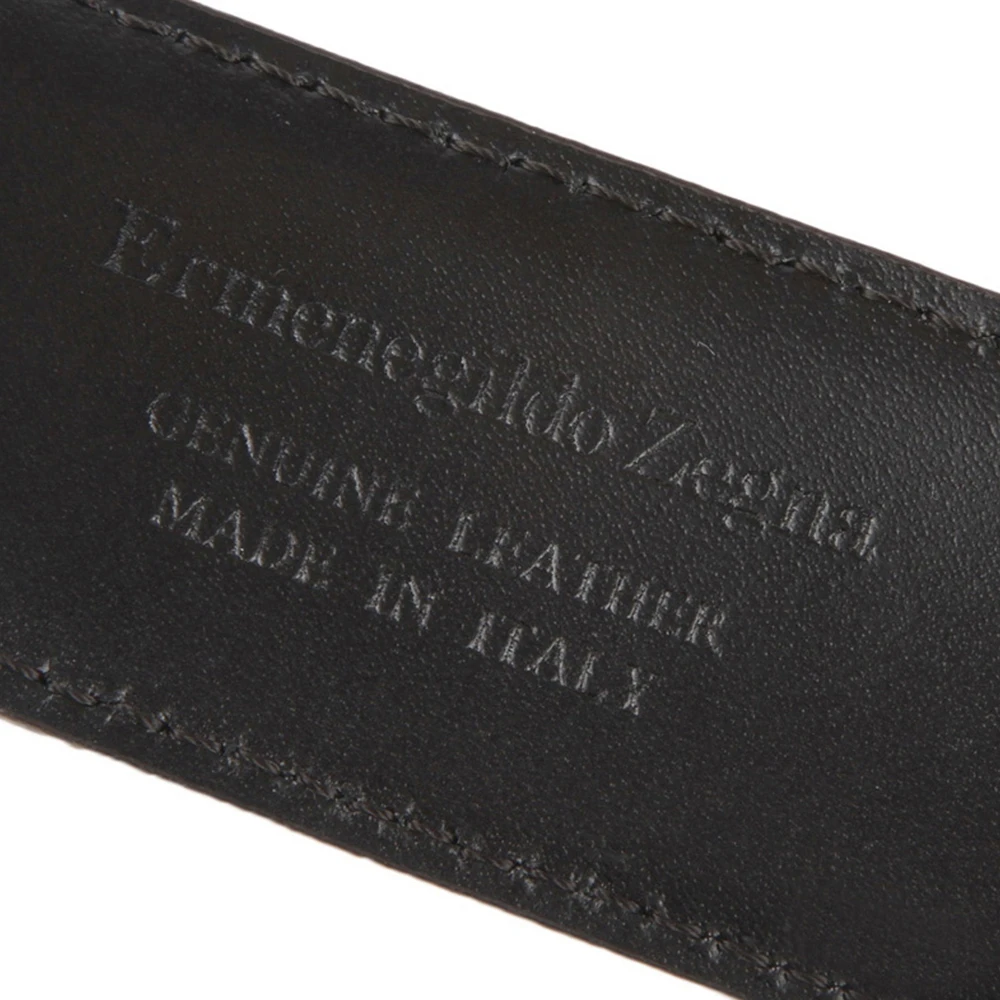 Ermenegildo Zegna
GENUINE LEATHER
MADE IN ITALY